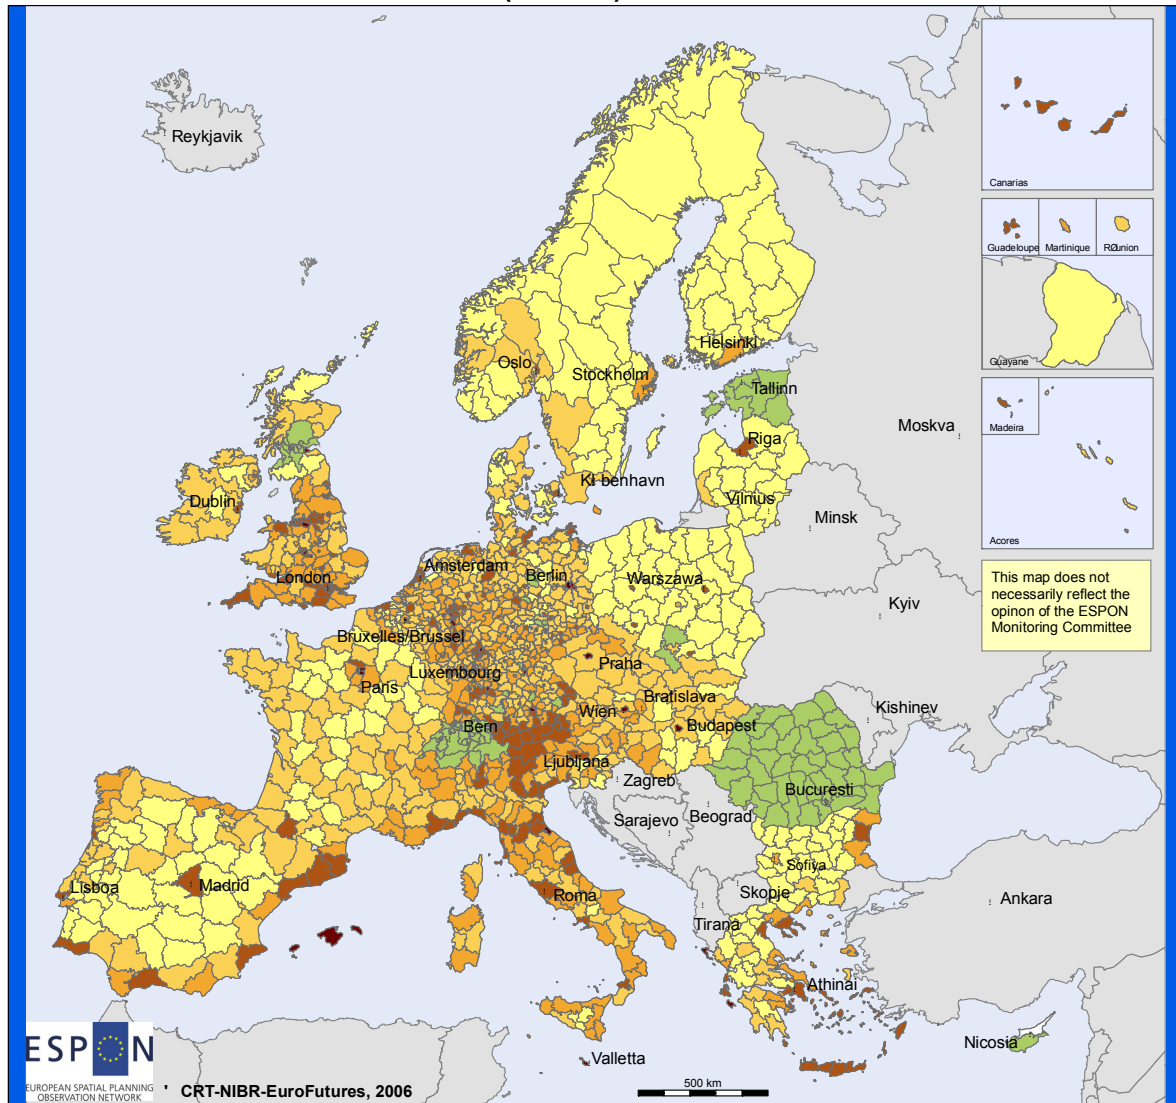 Reykjavik
Canarias
Guadeloupe
Martinique
RØunion
Guayane
Helsinki
Oslo
Stockholm
Tallinn
Madeira
Moskva
Riga
KI benhavn
Dublin
Vilnius
Minsk
Acores
Amsterdam
Berlin
Warszawa
London
This map does not
necessarily reflect the
opinon of the ESPON
Monitoring Committee
Kyiv
Bruxelles/Brussel
Praha
Luxembourg
Paris
Bratislava
Wien
Kishinev
Bern
Budapest
Ljubljana
Zagreb
Bucuresti
Sarajevo
Beograd
Sofiya
Lisboa
Madrid
Roma
Skopje
Ankara
Tirana
Athinai
Nicosia
ESPON
Valletta
EUROPEAN SPATIAL PLANNING
OBSERVATION NETWORK
' CRT-NIBR-EuroFutures, 2006
500 km